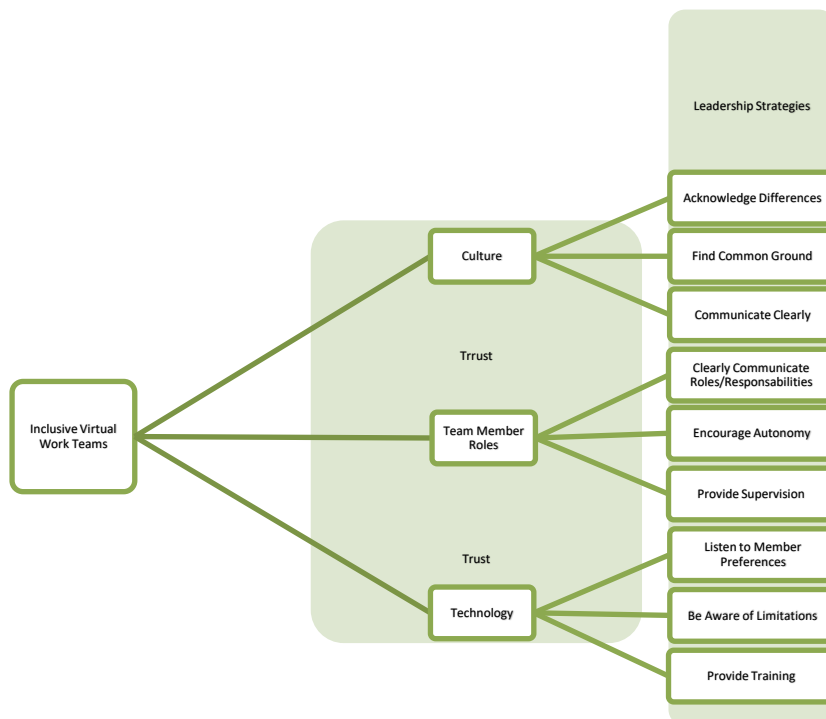 Leadership Strategies
Acknowledge Differences
Culture
Find Common Ground
Communicate Clearly
Trrust
Clearly Communicate
Roles/Responsabilities
Inclusive Virtual
Work Teams
Team Member
Roles
Encourage Autonomy
Provide Supervision
Trust
Listen to Member
Preferences
Technology
Be Aware of Limitations
Provide Training